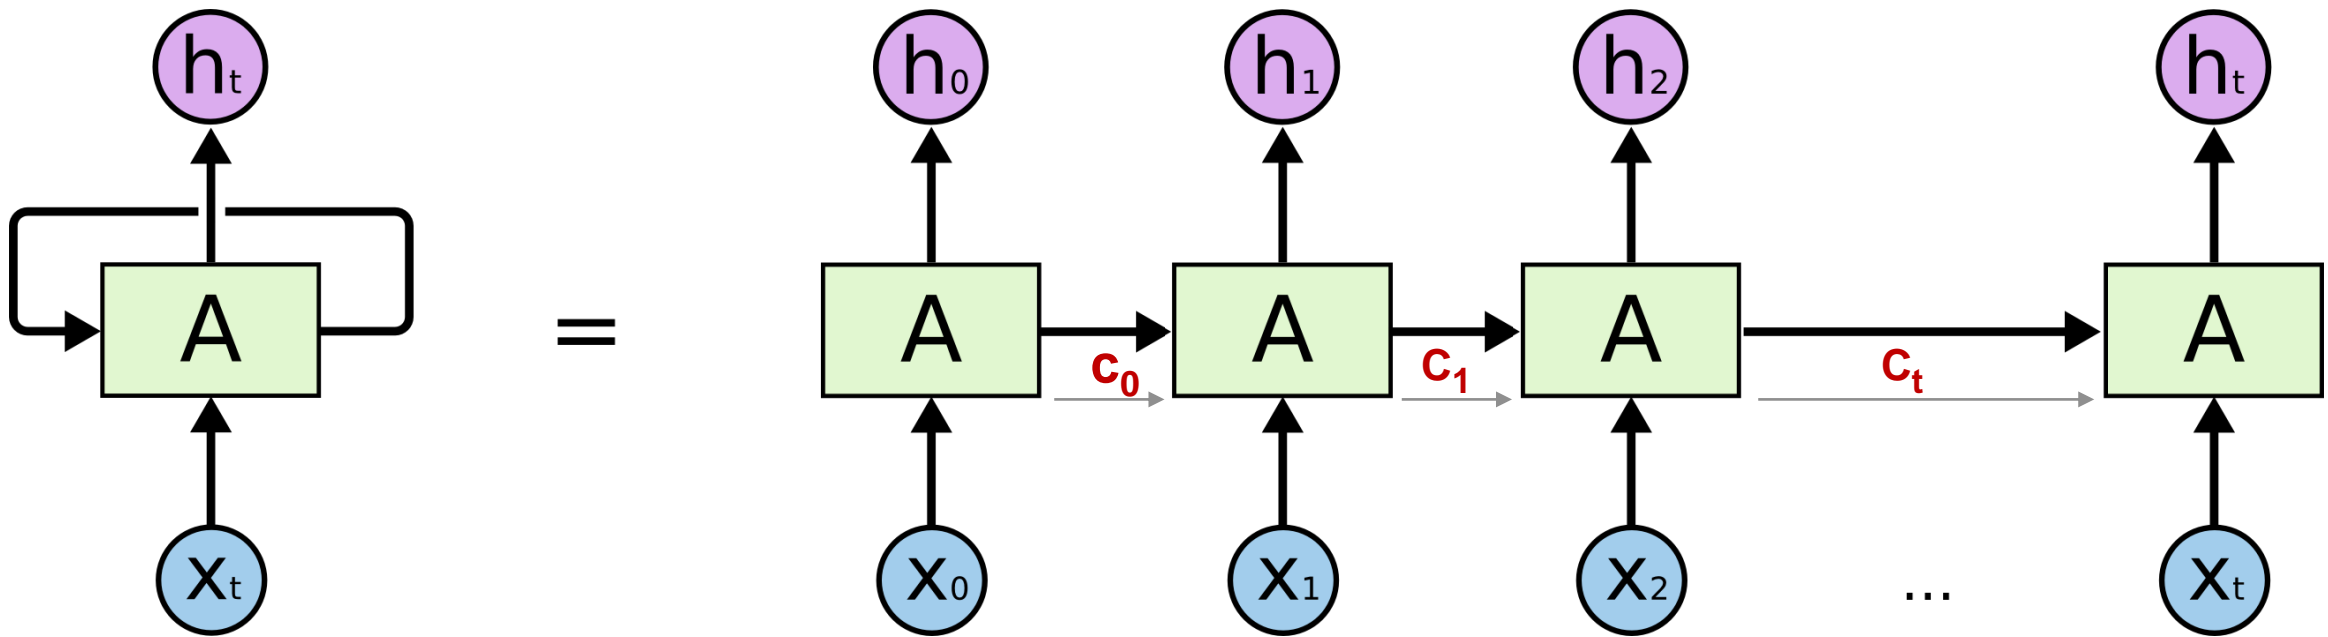 ht h0 h1 h2 ht
A = A A A A
c0 C1 Ct
xt x0 x1 x2 ... xt